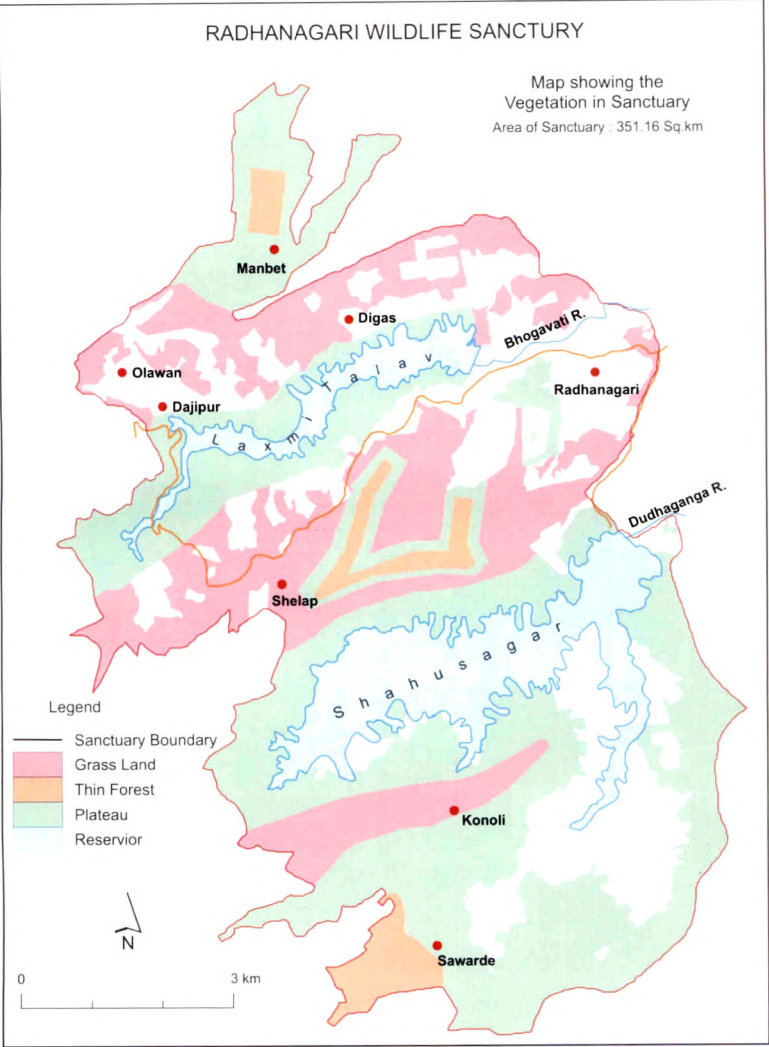 RADHANAGARI WILDLIFE SANCTURY
Map showing the
Vegetation in Sanctuary
Area of Sanctuary : 351.16 Sq.km
Manbet
Digas
Bhogavati R.
Olawan
Laxmi Talav
Radhanagari
Dajipur
Dudhaganga R.
Shelap
Shahusagar
Legend
Sanctuary Boundary
Grass Land
Thin Forest
Plateau
Reservior
Konoli
N
Sawarde
0 3 km